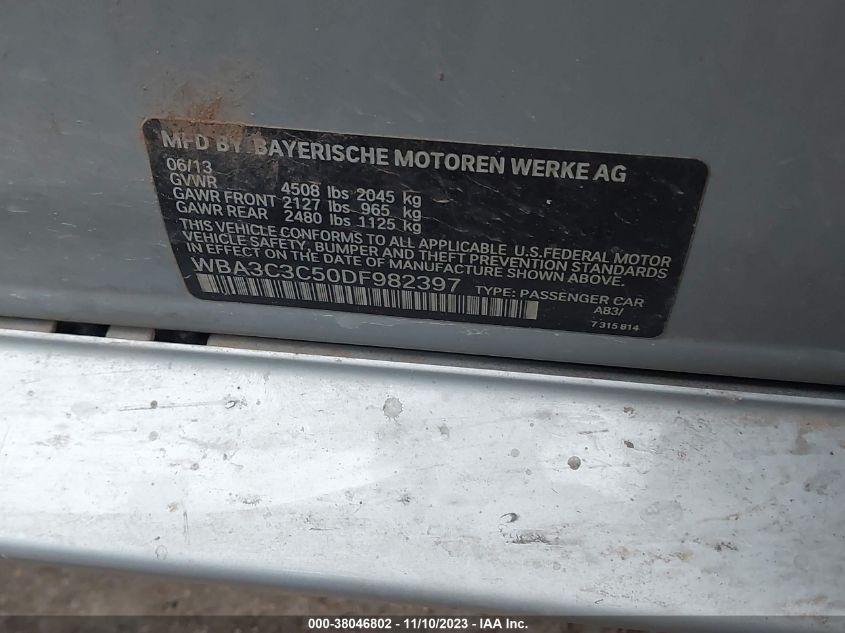 MFD BY BAYERISCHE MOTOREN WERKE AG
06/13
GVWR 4508 lbs 2045 kg
GAWR FRONT 2127 lbs 965 kg
GAWR REAR 2480 lbs 1125 kg
THIS VEHICLE CONFORMS TO ALL APPLICABLE U.S.FEDERAL MOTOR
VEHICLE SAFETY, BUMPER AND THEFT PREVENTION STANDARDS
IN EFFECT ON THE DATE OF MANUFACTURE SHOWN ABOVE.
WBA3C3C50DF982397
TYPE: PASSENGER CAR
A83/
7 315 814
000-38046802 - 11/10/2023 - IAA Inc.